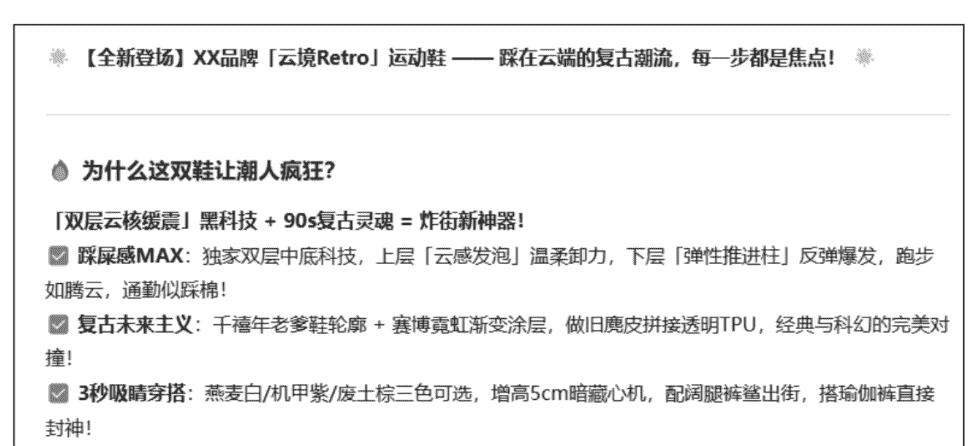 【全新登场】XX品牌「云境Retro」运动鞋 —— 踩在云端的复古潮流，每一步都是焦点！
为什么这双鞋让潮人疯狂？
「双层云核缓震」黑科技 + 90s复古灵魂 = 炸街新神器！
踩屎感MAX：独家双层中底科技，上层「云感发泡」温柔卸力，下层「弹性推进柱」反弹爆发，跑步
如腾云，通勤似踩棉！
复古未来主义：千禧年老爹鞋轮廓 + 赛博霓虹渐变涂层，做旧麂皮拼接透明TPU，经典与科幻的完美对
撞！
3秒吸睛穿搭：燕麦白/机甲紫/废土棕三色可选，增高5cm暗藏心机，配阔腿裤鲨出街，搭瑜伽裤直接
封神！